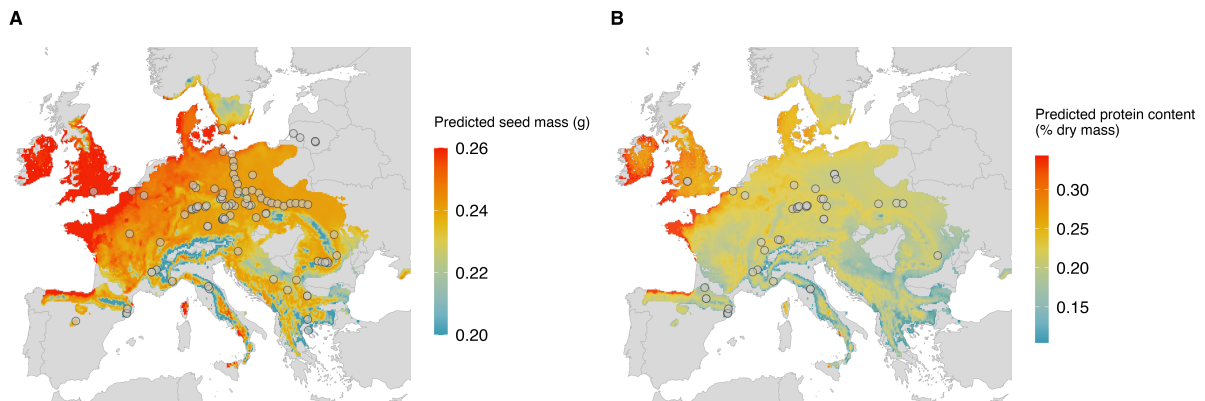 A
B
Predicted seed mass (g)
0.26
0.24
0.22
0.20
Predicted protein content
(% dry mass)
0.30
0.25
0.20
0.15